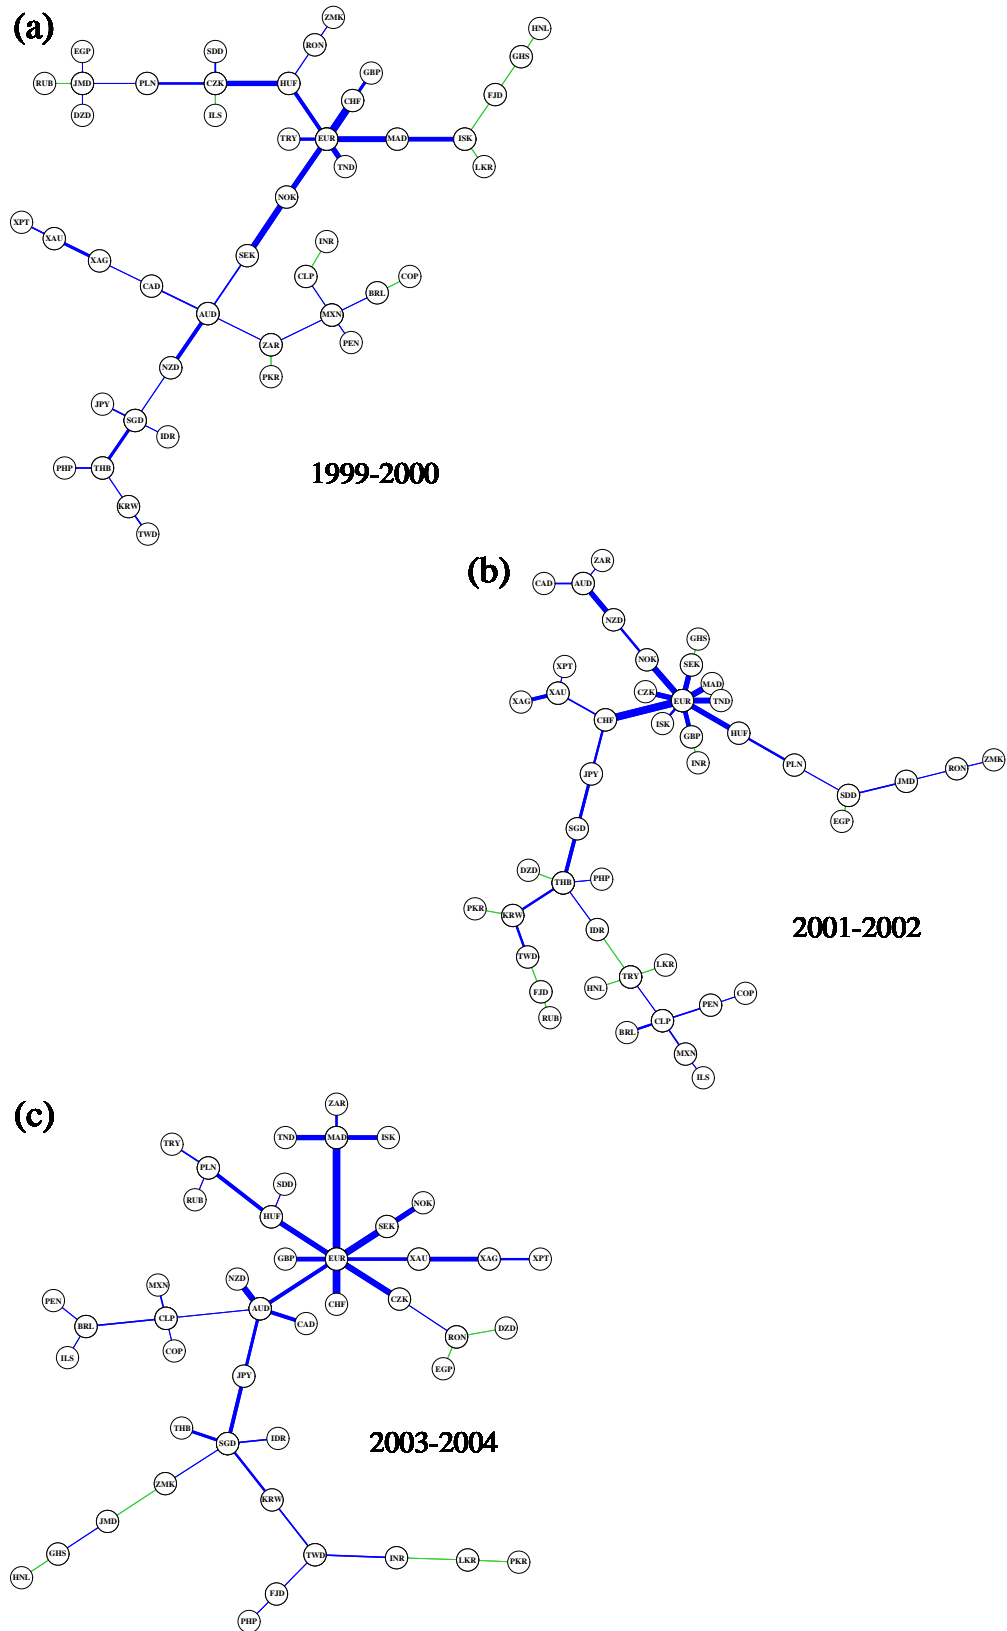 (a)
ZMK
HNL
EGP SDD RON
GHS
GBP
RUB JMD PLN CZK HUF
CHF FJD
DZD ILS
TRY EUR MAD ISK
TND LKR
NOK
XPT
XAU INR
XAG SEK
CAD CLP COP
BRL
AUD MXN
ZAR PEN
NZD PKR
JPY
SGD IDR
PHP THB
1999-2000
KRW
TWD
(b)
ZAR
CAD AUD
NZD
GHS
XPT NOK SEK
XAG XAU CZK MAD
EUR TND
CHF ISK
GBP HUF
INR PLN ZMK
JPY RON
JMD
SDD
SGD EGP
DZD
THB PHP
PKR KRW IDR
2001-2002
TWD
HNL TRY LKR
FJD
RUB BRL CLP PEN COP
MXN
ILS
(c)
ZAR
TRY TND MAD ISK
PLN
RUB SDD
HUF SEK NOK
GBP EUR XAU XAG XPT
NZD
MXN CZK
PEN AUD CHF
BRL CLP CAD
ILS COP RON DZD
JPY EGP
THB
SGD IDR
2003-2004
ZMK
JMD KRW
GHS TWD INR LKR PKR
HNL
FJD
PHP